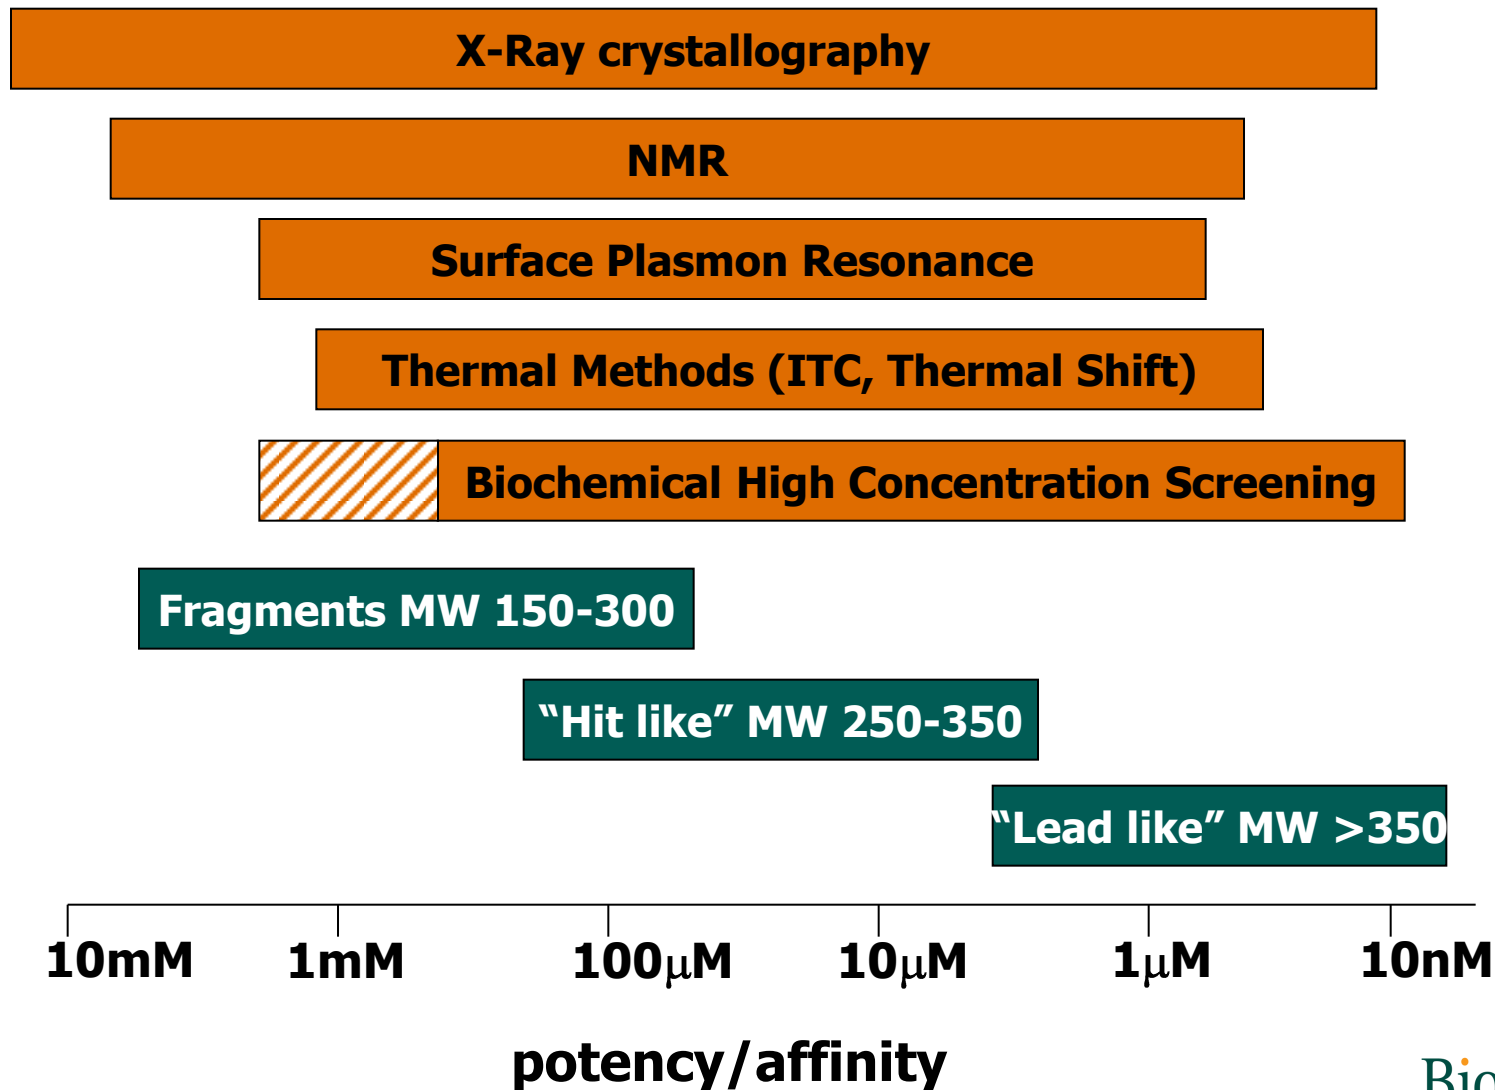 X-Ray crystallography
NMR
Surface Plasmon Resonance
Thermal Methods (ITC, Thermal Shift)
Biochemical High Concentration Screening
Fragments MW 150-300
“Hit like” MW 250-350
“Lead like” MW >350
10mM 1mM 100μM 10μM 1μM 10nM
potency/affinity